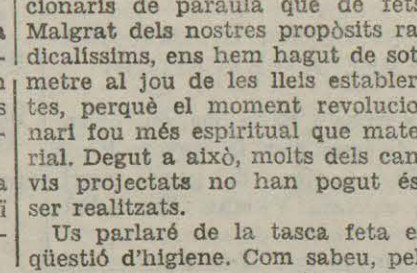 cionaris de paraula que de fets
Malgrat dels nostres propòsits ra
dicalíssims, ens hem hagut de sot
metre al jou de les lleis establer
tes, perquè el moment revolucio
nari fou més espiritual que mate
rial. Degut a això, molts dels can
vis projectats no han pogut és
ser realitzats.
Us parlaré de la tasca feta e
qüestió d'higiene. Com sabeu, pe